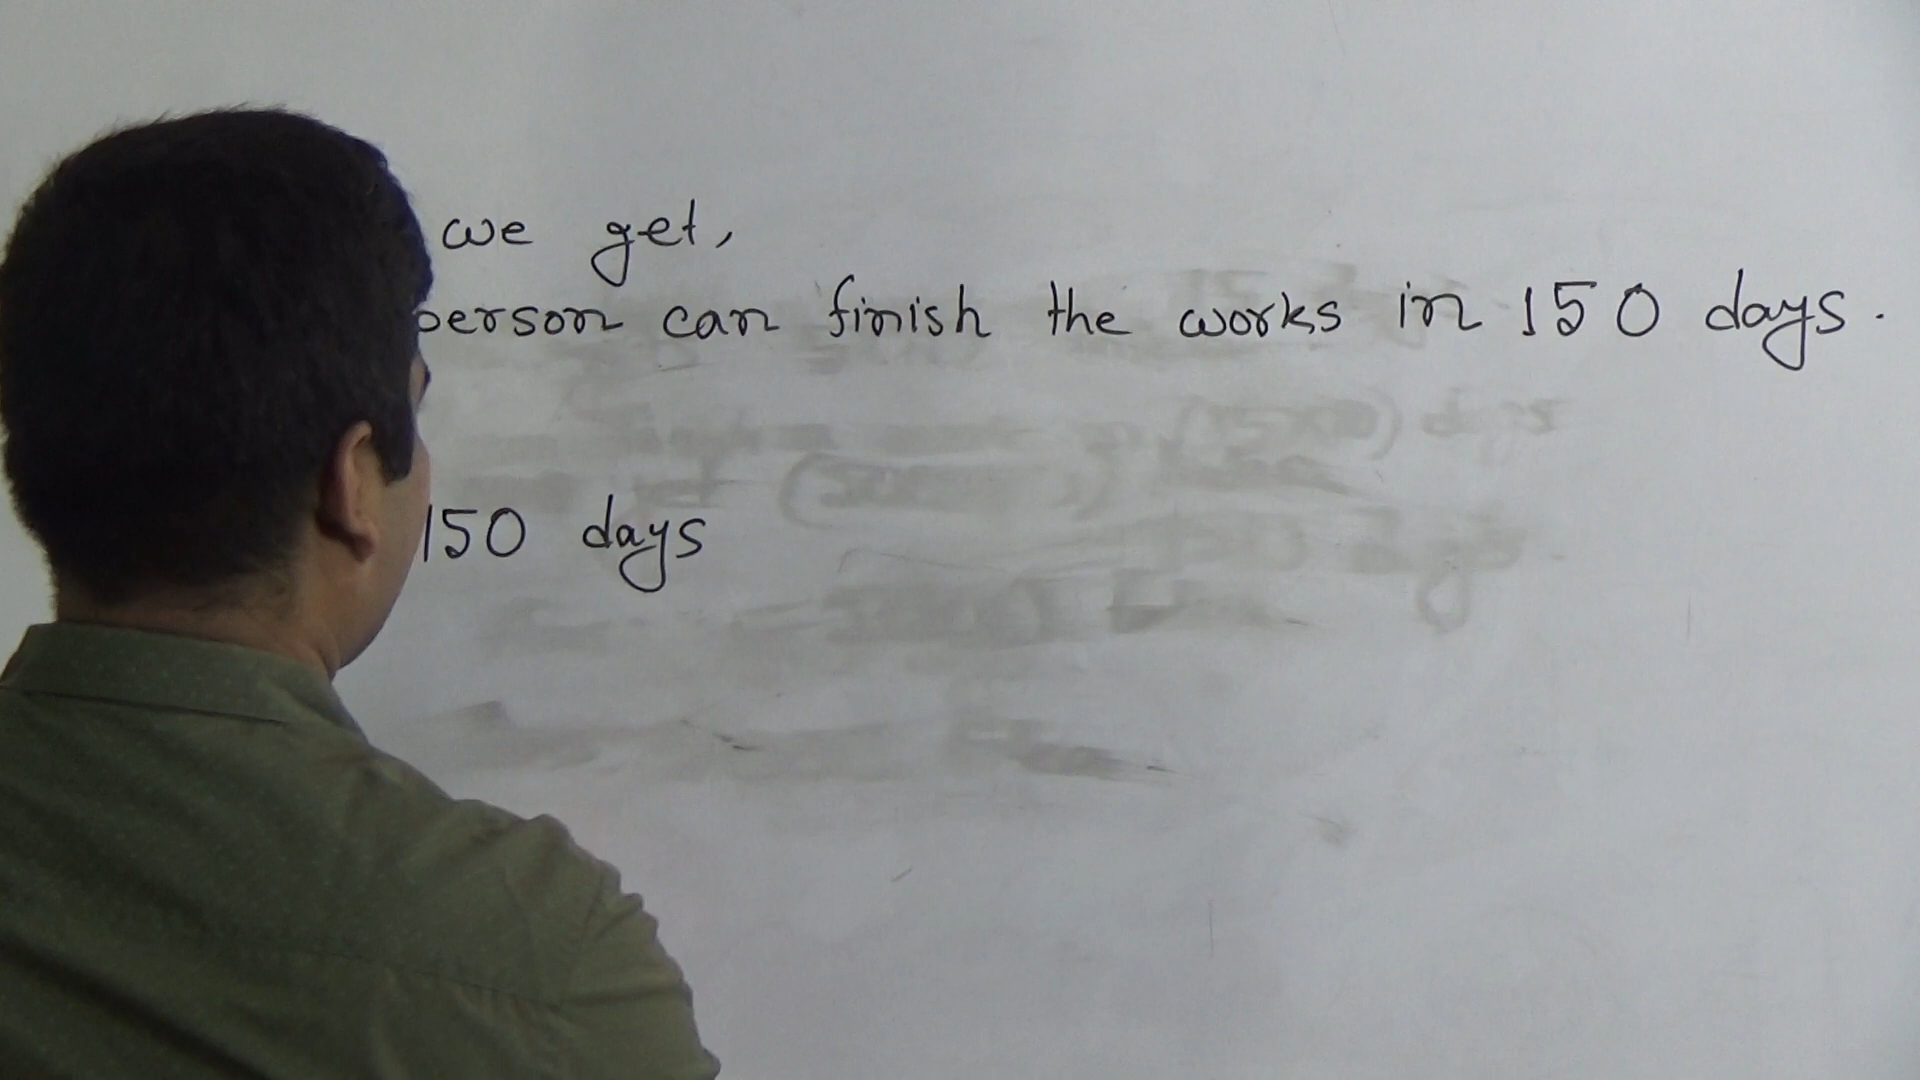 we get,
person can finish the works in 150 days.
150 days